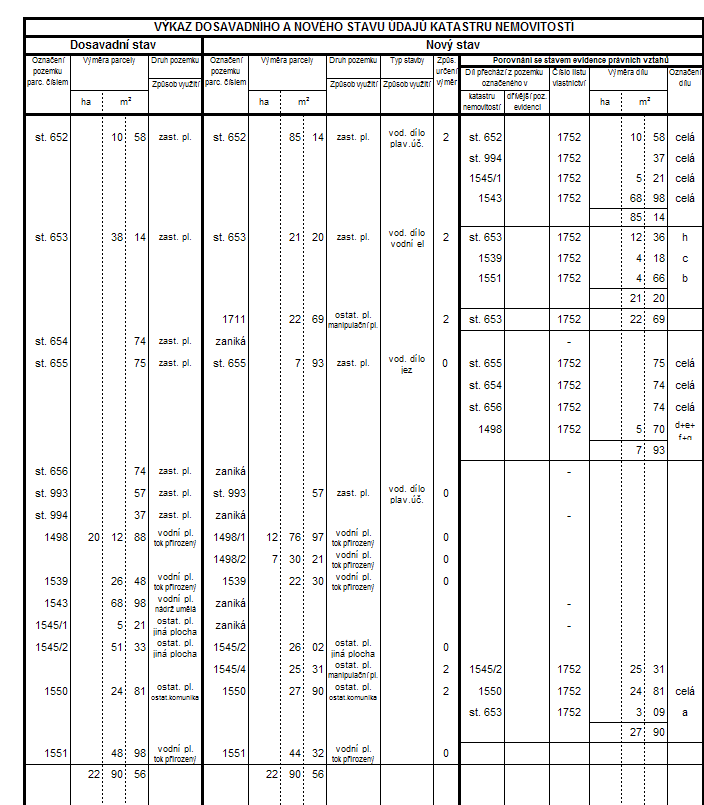 VÝKAZ DOSAVADNÍHO A NOVÉHO STAVU ÚDAJŮ KATASTRU NEMOVITOSTÍ
Dosavadní stav Nový stav
Označení pozemku parc. číslem Výměra parcely Druh pozemku Označení pozemku parc. číslem Výměra parcely Druh pozemku Typ stavby Způs. určení výměr Porovnání se stavem evidence právních vztahů
Způsob využití Způsob využití Díl přechází z pozemku označeného v Číslo listu vlastnictví Výměra dílu Označení dílu
ha m² ha m² katastru nemovitostí dřívější poz. evidenci ha m²
st. 652 10 58 zast. pl. st. 652 85 14 zast. pl. vod. dílo plav.úč. 2 st. 652 1752 10 58 celá
st. 994 1752 37 celá
1545/1 1752 5 21 celá
1543 1752 68 98 celá
85 14
st. 653 38 14 zast. pl. st. 653 21 20 zast. pl. vod. dílo vodní el 2 st. 653 1752 12 36 h
1539 1752 4 18 c
1551 1752 4 66 b
21 20
1711 22 69 ostat. pl. manipulační pl. 2 st. 653 1752 22 69
st. 654 74 zast. pl. zaniká -
st. 655 75 zast. pl. st. 655 7 93 zast. pl. vod. dílo jez 0 st. 655 1752 75 celá
st. 654 1752 74 celá
st. 656 1752 74 celá
1498 1752 5 70 d+e+ f+g
7 93
st. 656 74 zast. pl. zaniká -
st. 993 57 zast. pl. st. 993 57 zast. pl. vod. dílo plav.úč. 0
st. 994 37 zast. pl. zaniká -
1498 20 12 88 vodní pl. tok přirozený 1498/1 12 76 97 vodní pl. tok přirozený 0
1498/2 7 30 21 vodní pl. tok přirozený 0
1539 26 48 vodní pl. tok přirozený 1539 22 30 vodní pl. tok přirozený 0
1543 68 98 vodní pl. nádrž umělá zaniká -
1545/1 5 21 ostat. pl. jiná plocha zaniká -
1545/2 51 33 ostat. pl. jiná plocha 1545/2 26 02 ostat. pl. jiná plocha 0
1545/4 25 31 ostat. pl. manipulační pl. 2 1545/2 1752 25 31
1550 24 81 ostat. pl. ostat.komunika 1550 27 90 ostat. pl. ostat.komunika 2 1550 1752 24 81 celá
st. 653 1752 3 09 a
27 90
1551 48 98 vodní pl. tok přirozený 1551 44 32 vodní pl. tok přirozený 0
22 90 56 22 90 56